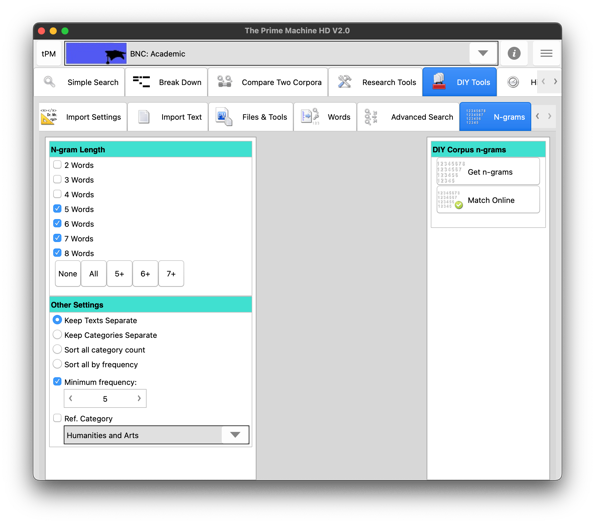 The Prime Machine HD V2.0
tPM
BNC: Academic
Simple Search
Break Down
Compare Two Corpora
Research Tools
DIY Tools
H
Import Settings
Import Text
Files & Tools
Words
Advanced Search
N-grams
N-gram Length
2 Words
3 Words
4 Words
5 Words
6 Words
7 Words
8 Words
None All 5+ 6+ 7+
Other Settings
Keep Texts Separate
Keep Categories Separate
Sort all category count
Sort all by frequency
Minimum frequency:
5
Ref. Category
Humanities and Arts
DIY Corpus n-grams
Get n-grams
Match Online